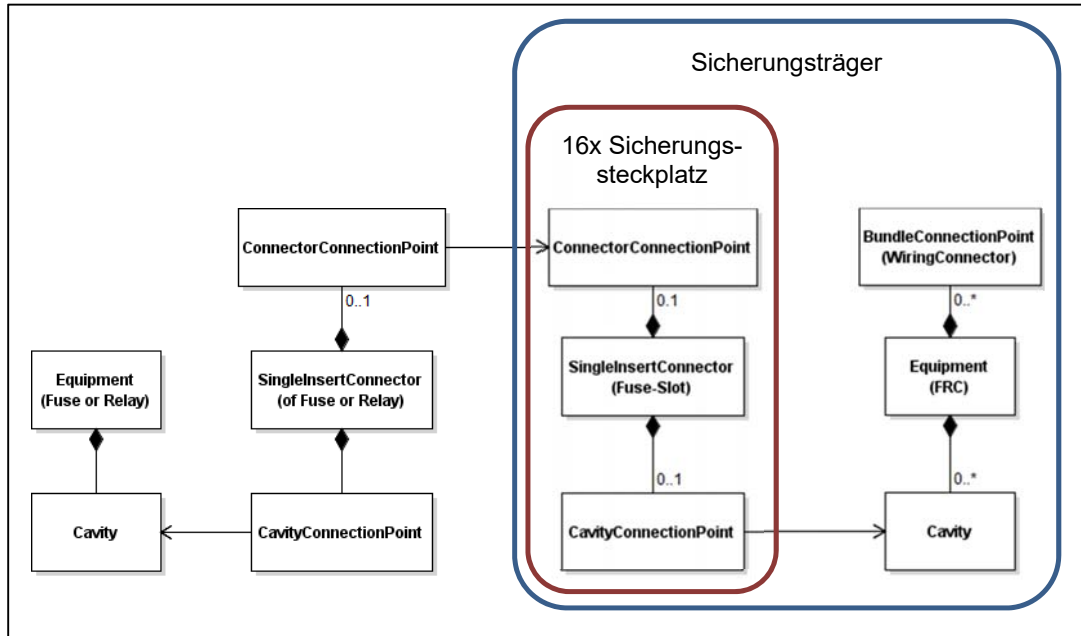 Sicherungsträger
16x Sicherungs-
steckplatz
ConnectorConnectionPoint
ConnectorConnectionPoint
BundleConnectionPoint
(WiringConnector)
0..1
0.1
0..*
Equipment
(Fuse or Relay)
SingleInsertConnector
(of Fuse or Relay)
SingleInsertConnector
(Fuse-Slot)
Equipment
(FRC)
0..1
0..*
Cavity
CavityConnectionPoint
CavityConnectionPoint
Cavity